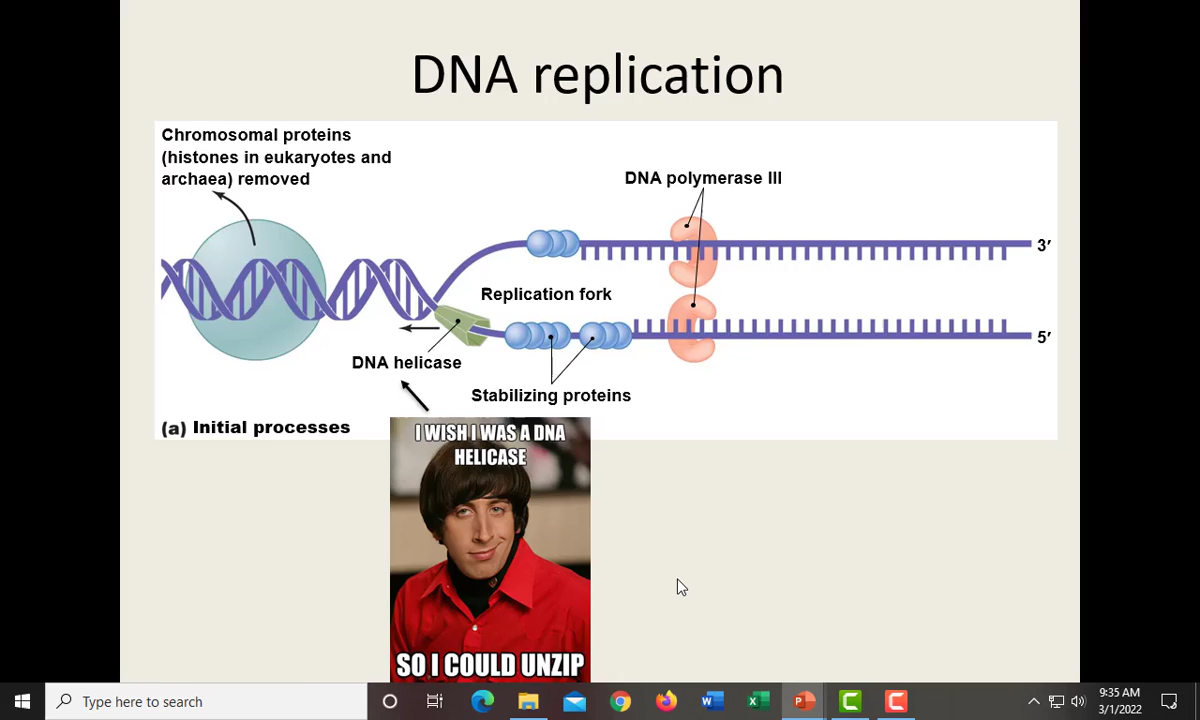 DNA replication
Chromosomal proteins
(histones in eukaryotes and
archaea) removed
DNA polymerase III
3′
Replication fork
5′
DNA helicase
Stabilizing proteins
(a) Initial processes
I WISH I WAS A DNA
HELICASE
SO I COULD UNZIP
Type here to search
9:35 AM
3/1/2022